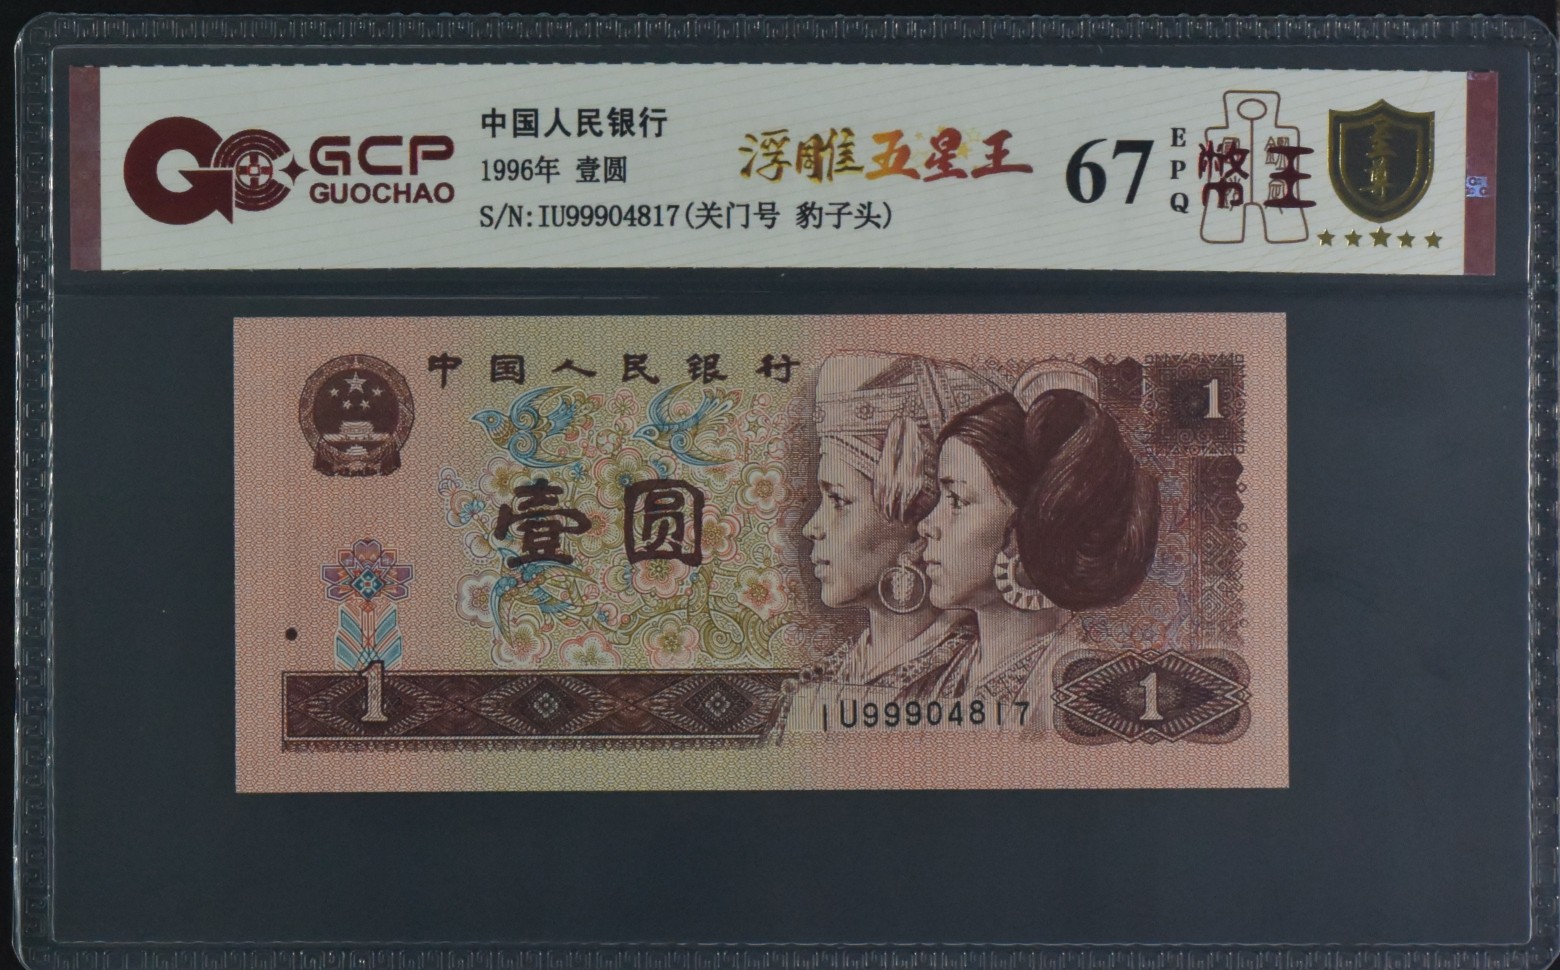 GCP
GUOCHAO
中国人民银行
1996年 壹圆
S/N:IU99904817(关门号 豹子头)
浮雕五星王
67
EPQ
至尊
中国人民银行
1
壹圆
1
IU99904817
1